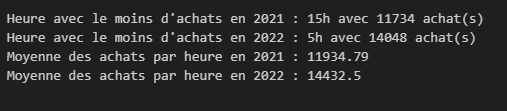 Heure avec le moins d'achats en 2021 : 15h avec 11734 achat(s)
Heure avec le moins d'achats en 2022 : 5h avec 14048 achat(s)
Moyenne des achats par heure en 2021 : 11934.79
Moyenne des achats par heure en 2022 : 14432.5